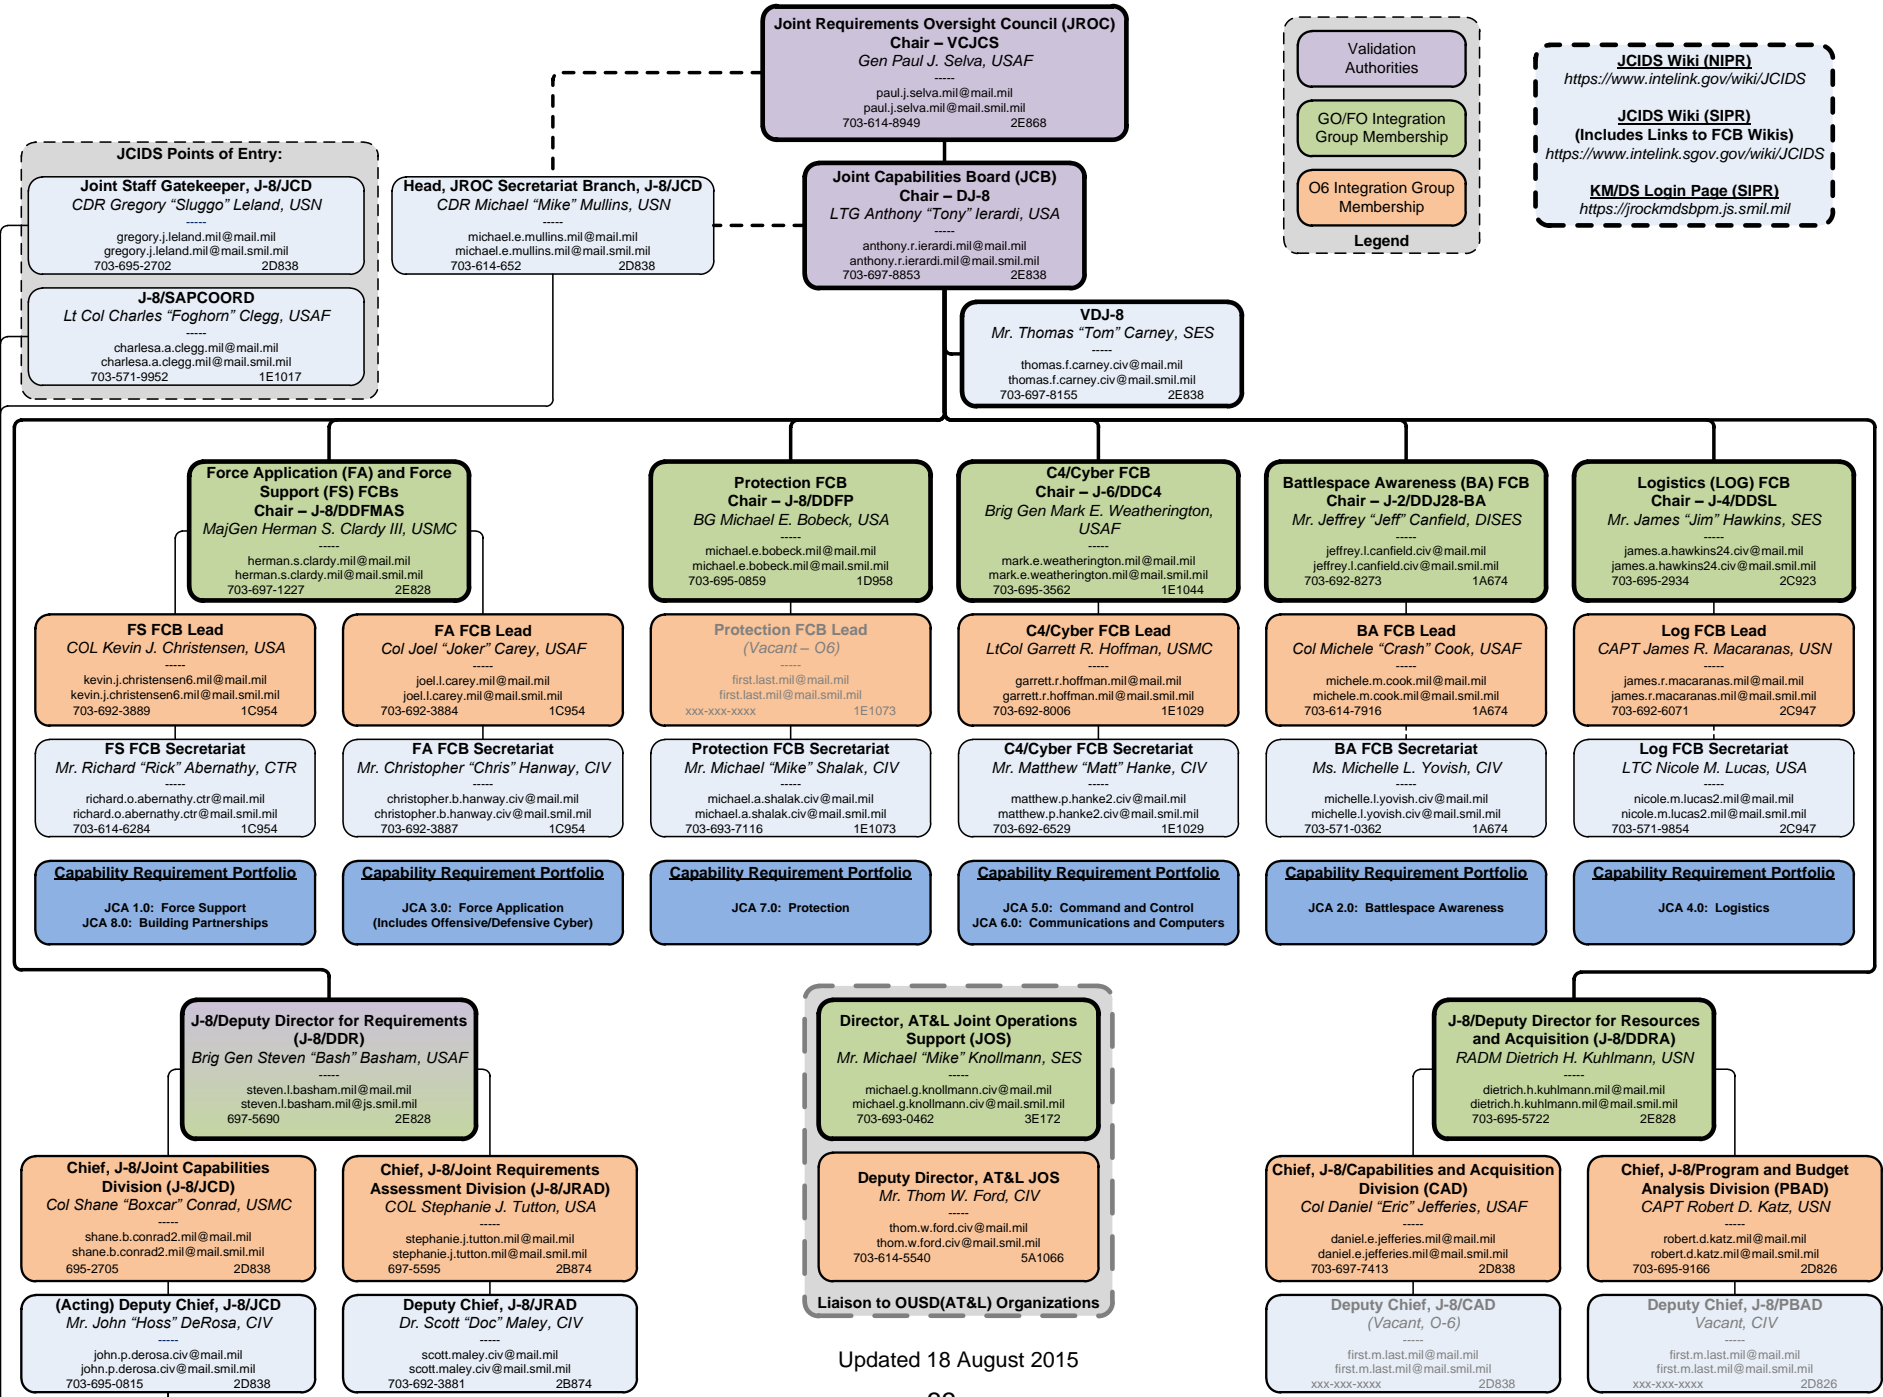 Joint Requirements Oversight Council (JROC)
Chair – VCJCS
Gen Paul J. Selva, USAF
-----
paul.j.selva.mil@mail.mil
paul.j.selva.mil@mail.smil.mil
703-614-8949 2E868
Validation
Authorities
GO/FO Integration
Group Membership
O6 Integration Group
Membership
Legend
JCIDS Wiki (NIPR)
https://www.intelink.gov/wiki/JCIDS
JCIDS Wiki (SIPR)
(Includes Links to FCB Wikis)
https://www.intelink.sgov.gov/wiki/JCIDS
KM/DS Login Page (SIPR)
https://jrockmdsbpm.js.smil.mil
JCIDS Points of Entry:
Joint Staff Gatekeeper, J-8/JCD
CDR Gregory “Sluggo” Leland, USN
-----
gregory.j.leland.mil@mail.mil
gregory.j.leland.mil@mail.smil.mil
703-695-2702 2D838
J-8/SAPCOORD
Lt Col Charles “Foghorn” Clegg, USAF
-----
charlesa.a.clegg.mil@mail.mil
charlesa.a.clegg.mil@mail.smil.mil
703-571-9952 1E1017
Head, JROC Secretariat Branch, J-8/JCD
CDR Michael “Mike” Mullins, USN
-----
michael.e.mullins.mil@mail.mil
michael.e.mullins.mil@mail.smil.mil
703-614-652 2D838
Joint Capabilities Board (JCB)
Chair – DJ-8
LTG Anthony “Tony” Ierardi, USA
-----
anthony.r.ierardi.mil@mail.mil
anthony.r.ierardi.mil@mail.smil.mil
703-697-8853 2E838
VDJ-8
Mr. Thomas “Tom” Carney, SES
-----
thomas.f.carney.civ@mail.mil
thomas.f.carney.civ@mail.smil.mil
703-697-8155 2E838
Force Application (FA) and Force
Support (FS) FCBs
Chair – J-8/DDFMAS
MajGen Herman S. Clardy III, USMC
-----
herman.s.clardy.mil@mail.mil
herman.s.clardy.mil@mail.smil.mil
703-697-1227 2E828
Protection FCB
Chair – J-8/DDFP
BG Michael E. Bobeck, USA
-----
michael.e.bobeck.mil@mail.mil
michael.e.bobeck.mil@mail.smil.mil
703-695-0859 1D958
C4/Cyber FCB
Chair – J-6/DDC4
Brig Gen Mark E. Weatherington,
USAF
-----
mark.e.weatherington.mil@mail.mil
mark.e.weatherington.mil@mail.smil.mil
703-695-3562 1E1044
Battlespace Awareness (BA) FCB
Chair – J-2/DDJ28-BA
Mr. Jeffrey “Jeff” Canfield, DISES
-----
jeffrey.l.canfield.civ@mail.mil
jeffrey.l.canfield.civ@mail.smil.mil
703-692-8273 1A674
Logistics (LOG) FCB
Chair – J-4/DDSL
Mr. James “Jim” Hawkins, SES
-----
james.a.hawkins24.civ@mail.mil
james.a.hawkins24.civ@mail.smil.mil
703-695-2934 2C923
FS FCB Lead
COL Kevin J. Christensen, USA
-----
kevin.j.christensen6.mil@mail.mil
kevin.j.christensen6.mil@mail.smil.mil
703-692-3889 1C954
FA FCB Lead
Col Joel “Joker” Carey, USAF
-----
joel.l.carey.mil@mail.mil
joel.l.carey.mil@mail.smil.mil
703-692-3884 1C954
Protection FCB Lead
(Vacant – O6)
-----
first.last.mil@mail.mil
first.last.mil@mail.smil.mil
xxx-xxx-xxxx 1E1073
C4/Cyber FCB Lead
LtCol Garrett R. Hoffman, USMC
-----
garrett.r.hoffman.mil@mail.mil
garrett.r.hoffman.mil@mail.smil.mil
703-692-8006 1E1029
BA FCB Lead
Col Michele “Crash” Cook, USAF
-----
michele.m.cook.mil@mail.mil
michele.m.cook.mil@mail.smil.mil
703-614-7916 1A674
Log FCB Lead
CAPT James R. Macaranas, USN
-----
james.r.macaranas.mil@mail.mil
james.r.macaranas.mil@mail.smil.mil
703-692-6071 2C947
FS FCB Secretariat
Mr. Richard “Rick” Abernathy, CTR
-----
richard.o.abernathy.ctr@mail.mil
richard.o.abernathy.ctr@mail.smil.mil
703-614-6284 1C954
FA FCB Secretariat
Mr. Christopher “Chris” Hanway, CIV
-----
christopher.b.hanway.civ@mail.mil
christopher.b.hanway.civ@mail.smil.mil
703-692-3887 1C954
Protection FCB Secretariat
Mr. Michael “Mike” Shalak, CIV
-----
michael.a.shalak.civ@mail.mil
michael.a.shalak.civ@mail.smil.mil
703-693-7116 1E1073
C4/Cyber FCB Secretariat
Mr. Matthew “Matt” Hanke, CIV
-----
matthew.p.hanke2.civ@mail.mil
matthew.p.hanke2.civ@mail.smil.mil
703-692-6529 1E1029
BA FCB Secretariat
Ms. Michelle L. Yovish, CIV
-----
michelle.l.yovish.civ@mail.mil
michelle.l.yovish.civ@mail.smil.mil
703-571-0362 1A674
Log FCB Secretariat
LTC Nicole M. Lucas, USA
-----
nicole.m.lucas2.mil@mail.mil
nicole.m.lucas2.mil@mail.smil.mil
703-571-9854 2C947
Capability Requirement Portfolio
JCA 1.0: Force Support
JCA 8.0: Building Partnerships
Capability Requirement Portfolio
JCA 3.0: Force Application
(Includes Offensive/Defensive Cyber)
Capability Requirement Portfolio
JCA 7.0: Protection
Capability Requirement Portfolio
JCA 5.0: Command and Control
JCA 6.0: Communications and Computers
Capability Requirement Portfolio
JCA 2.0: Battlespace Awareness
Capability Requirement Portfolio
JCA 4.0: Logistics
J-8/Deputy Director for Requirements
(J-8/DDR)
Brig Gen Steven “Bash” Basham, USAF
-----
steven.l.basham.mil@mail.mil
steven.l.basham.mil@js.smil.mil
697-5690 2E828
Director, AT&L Joint Operations
Support (JOS)
Mr. Michael “Mike” Knollmann, SES
-----
michael.g.knollmann.civ@mail.mil
michael.g.knollmann.civ@mail.smil.mil
703-693-0462 3E172
J-8/Deputy Director for Resources
and Acquisition (J-8/DDRA)
RADM Dietrich H. Kuhlmann, USN
-----
dietrich.h.kuhlmann.mil@mail.mil
dietrich.h.kuhlmann.mil@mail.smil.mil
703-695-5722 2E828
Chief, J-8/Joint Capabilities
Division (J-8/JCD)
Col Shane “Boxcar” Conrad, USMC
-----
shane.b.conrad2.mil@mail.mil
shane.b.conrad2.mil@mail.smil.mil
695-2705 2D838
Chief, J-8/Joint Requirements
Assessment Division (J-8/JRAD)
COL Stephanie J. Tutton, USA
-----
stephanie.j.tutton.mil@mail.mil
stephanie.j.tutton.mil@mail.smil.mil
697-5595 2B874
Deputy Director, AT&L JOS
Mr. Thom W. Ford, CIV
-----
thom.w.ford.civ@mail.mil
thom.w.ford.civ@mail.smil.mil
703-614-5540 5A1066
Liaison to OUSD(AT&L) Organizations
Chief, J-8/Capabilities and Acquisition
Division (CAD)
Col Daniel “Eric” Jefferies, USAF
-----
daniel.e.jefferies.mil@mail.mil
daniel.e.jefferies.mil@mail.smil.mil
703-697-7413 2D838
Chief, J-8/Program and Budget
Analysis Division (PBAD)
CAPT Robert D. Katz, USN
-----
robert.d.katz.mil@mail.mil
robert.d.katz.mil@mail.smil.mil
703-695-9166 2D826
(Acting) Deputy Chief, J-8/JCD
Mr. John “Hoss” DeRosa, CIV
-----
john.p.derosa.civ@mail.mil
john.p.derosa.civ@mail.smil.mil
703-695-0815 2D838
Deputy Chief, J-8/JRAD
Dr. Scott “Doc” Maley, CIV
-----
scott.maley.civ@mail.mil
scott.maley.civ@mail.smil.mil
703-692-3881 2B874
Deputy Chief, J-8/CAD
(Vacant, O-6)
-----
first.m.last.mil@mail.mil
first.m.last.mil@mail.smil.mil
xxx-xxx-xxxx 2D838
Deputy Chief, J-8/PBAD
Vacant, CIV
-----
first.m.last.mil@mail.mil
first.m.last.mil@mail.smil.mil
xxx-xxx-xxxx 2D826
Updated 18 August 2015